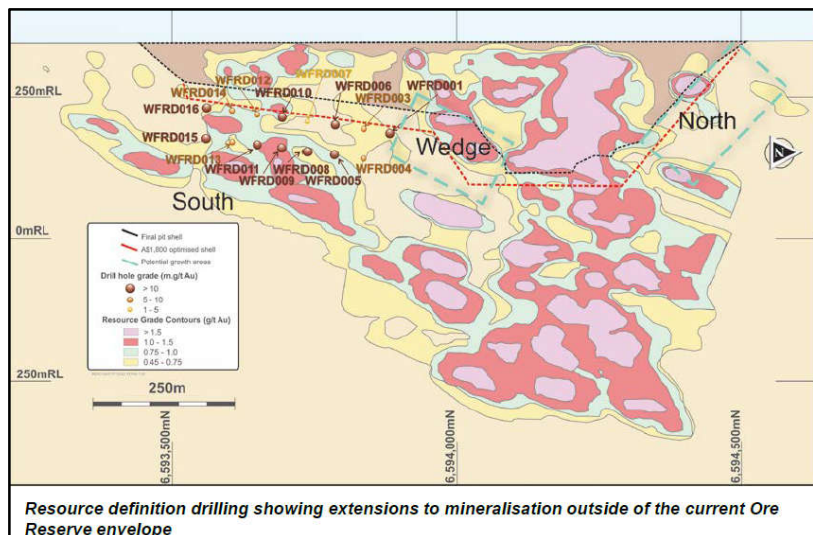 WFRD007
WFRD012
WFRD006
WFRD001
WFRD014
WFRD010
250mRL
WFRD003
250mRL
WFRD016
North
WFRD015
Wedge
WFRD013
WFRD011
WFRD008
WFRD004
WFRD009
WFRD005
South
N
0mRL
0mRL
Final pit shell
A$1,800 optimised shell
Potential growth areas
Drill hole grade (m.g/t Au)
> 10
5 - 10
1 - 5
Resource Grade Contours (g/t Au)
> 1.5
1.0 - 1.5
0.75 - 1.0
0.45 - 0.75
250mRL
250mRL
250m
6,593,500mN
6,594,000mN
6,594,500mN
Resource definition drilling showing extensions to mineralisation outside of the current Ore
Reserve envelope